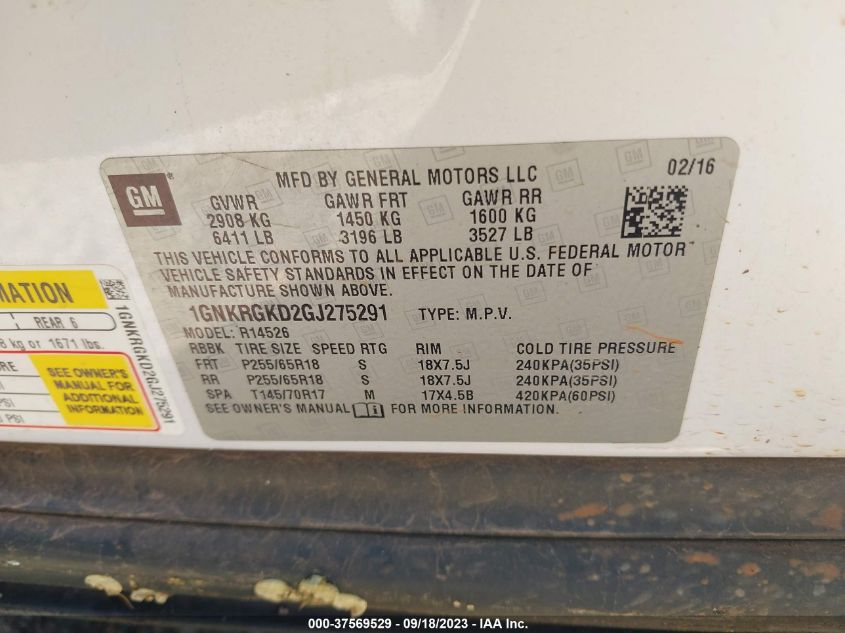 GM
MFD BY GENERAL MOTORS LLC
02/16
GVWR GAWR FRT GAWR RR
2908 KG 1450 KG 1600 KG
6411 LB 3196 LB 3527 LB
THIS VEHICLE CONFORMS TO ALL APPLICABLE U.S. FEDERAL MOTOR
VEHICLE SAFETY STANDARDS IN EFFECT ON THE DATE OF
MANUFACTURE SHOWN ABOVE.
1GNKRGKD2GJ275291 TYPE: M.P.V.
MODEL: R14526
RBBK TIRE SIZE SPEED RTG RIM COLD TIRE PRESSURE
FRT P255/65R18 S 18X7.5J 240KPA(35PSI)
RR P255/65R18 S 18X7.5J 240KPA(35PSI)
SPA T145/70R17 M 17X4.5B 420KPA(60PSI)
SEE OWNER'S MANUAL FOR MORE INFORMATION.
MATION
REAR 6
8 kg or 1671 lbs.
SEE OWNER'S
MANUAL FOR
ADDITIONAL
INFORMATION
1GNKRGKD2GJ275291
000-37569529 - 09/18/2023 - IAA Inc.